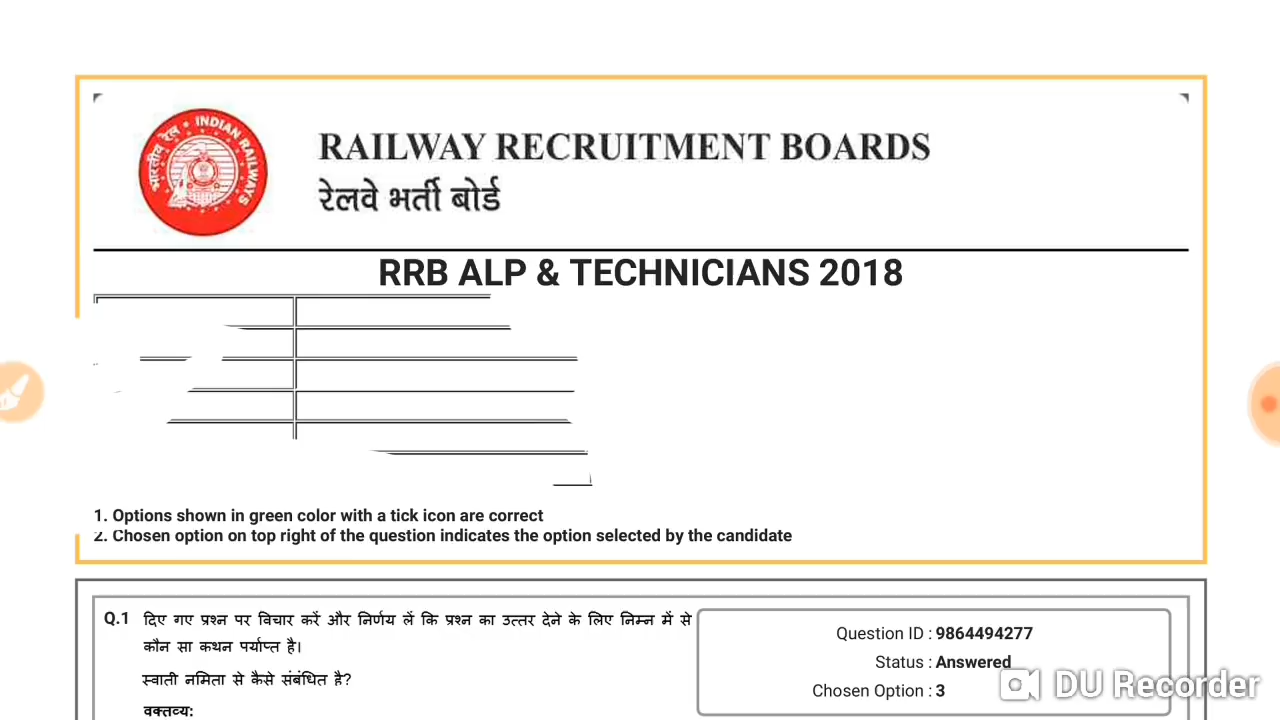 भारतीय रेल • INDIAN RAILWAYS
RAILWAY RECRUITMENT BOARDS
रेलवे भर्ती बोर्ड
RRB ALP & TECHNICIANS 2018
1. Options shown in green color with a tick icon are correct
2. Chosen option on top right of the question indicates the option selected by the candidate
Q.1 दिए गए प्रश्न पर विचार करें और निर्णय लें कि प्रश्न का उत्तर देने के लिए निम्न में से
कौन सा कथन पर्याप्त है।
स्वाती नमिता से कैसे संबंधित है?
वक्तव्य:
Question ID : 9864494277
Status : Answered
Chosen Option : 3
DU Recorder